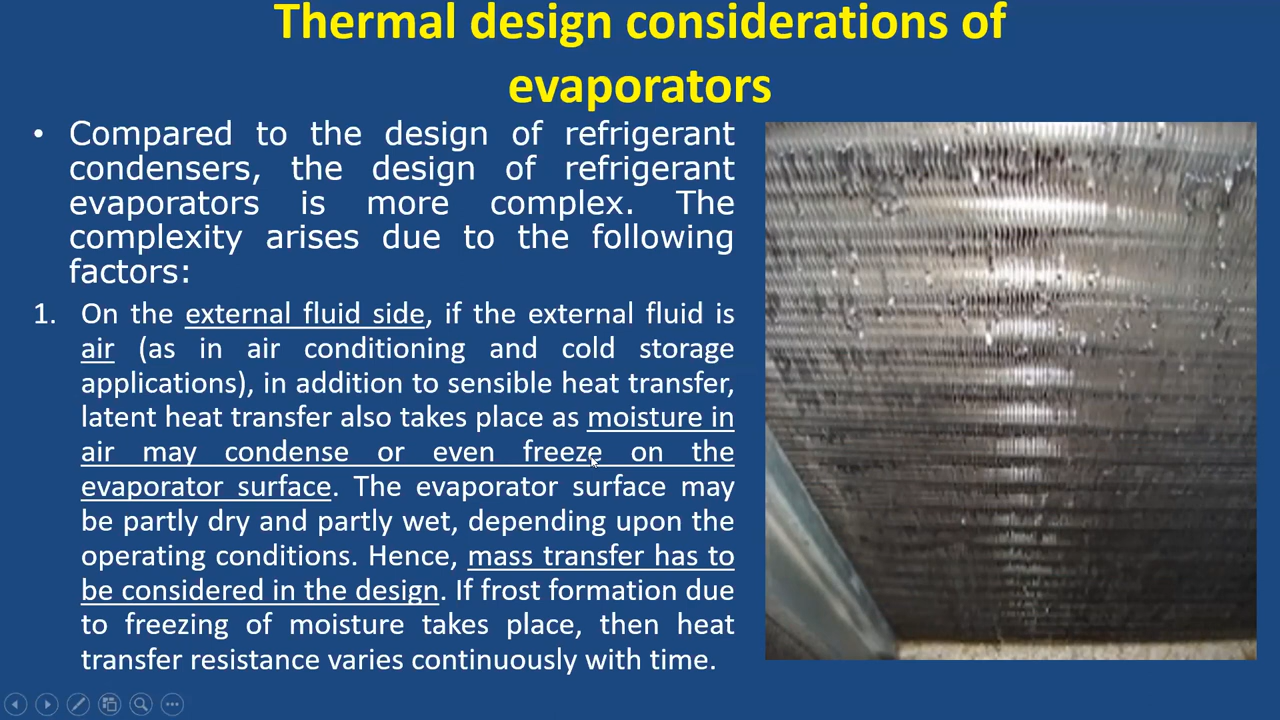 Thermal design considerations of
evaporators
• Compared to the design of refrigerant
condensers, the design of refrigerant
evaporators is more complex. The
complexity arises due to the following
factors:
1. On the external fluid side, if the external fluid is
air (as in air conditioning and cold storage
applications), in addition to sensible heat transfer,
latent heat transfer also takes place as moisture in
air may condense or even freeze on the
evaporator surface. The evaporator surface may
be partly dry and partly wet, depending upon the
operating conditions. Hence, mass transfer has to
be considered in the design. If frost formation due
to freezing of moisture takes place, then heat
transfer resistance varies continuously with time.